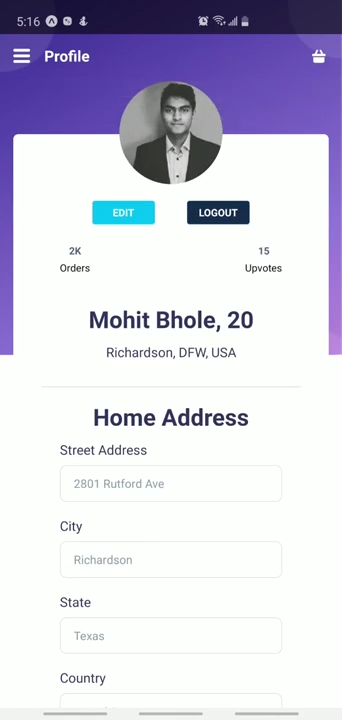 5:16
Profile
EDIT
LOGOUT
2K
15
Orders
Upvotes
Mohit Bhole, 20
Richardson, DFW, USA
Home Address
Street Address
2801 Rutford Ave
City
Richardson
State
Texas
Country